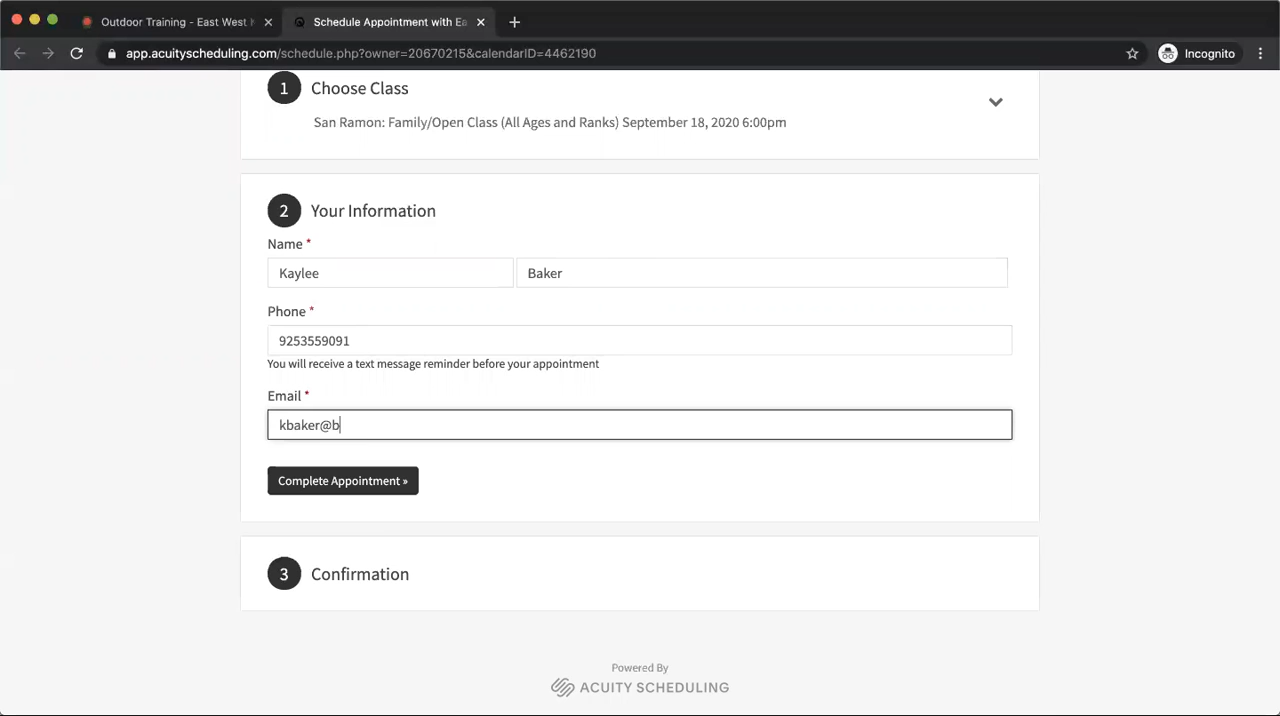 Outdoor Training - East West
Schedule Appointment with Ea
app.acuityscheduling.com/schedule.php?owner=20670215&calendarID=4462190
Incognito
1 Choose Class
San Ramon: Family/Open Class (All Ages and Ranks) September 18, 2020 6:00pm
2 Your Information
Name *
Kaylee Baker
Phone *
9253559091
You will receive a text message reminder before your appointment
Email *
kbaker@b
Complete Appointment »
3 Confirmation
Powered By
ACUITY SCHEDULING